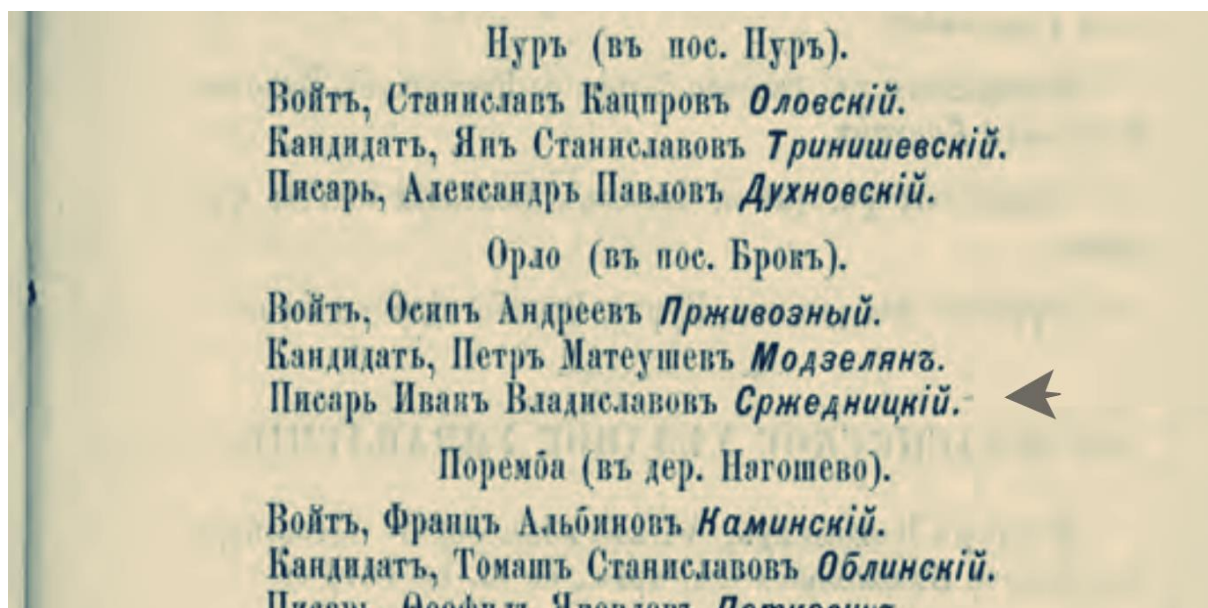 Нуръ (въ пос. Нуръ).
Войтъ, Станиславъ Кацпровъ Оловскій.
Кандидатъ, Янъ Станиславовъ Тринишевскій.
Писарь, Александръ Павловъ Духновскій.
Орло (въ пос. Брокъ).
Войтъ, Осипъ Андреевъ Прживозный.
Кандидатъ, Петръ Матеушевъ Модзелянъ.
Писарь Иванъ Владиславовъ Сржедницкій.
Поремба (въ дер. Нагошево).
Войтъ, Францъ Альбиновъ Каминскій.
Кандидатъ, Томашъ Станиславовъ Облинскій.
Писарь,